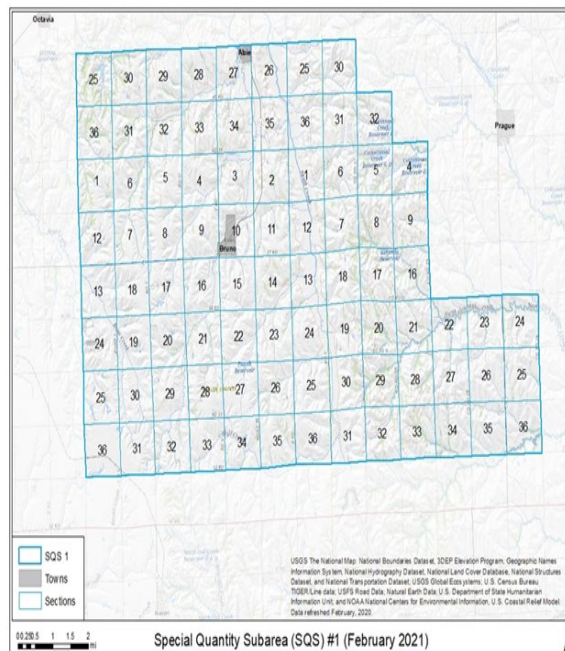 Octavia
Abie
25 30 29 28 27 26 25 30
36 31 32 33 34 35 36 31 32
Prague
1 6 5 4 3 2 1 6 5 4
12 7 8 9 10 11 12 7 8 9
Bruno
13 18 17 16 15 14 13 18 17 16
24 19 20 21 22 23 24 19 20 21 22 23 24
25 30 29 28 27 26 25 30 29 28 27 26 25
36 31 32 33 34 35 36 31 32 33 34 35 36
SQS 1
Towns
Sections
USGS The National Map: National Boundaries Dataset, 3DEP Elevation Program, Geographic Names
Information System, National Hydrography Dataset, National Land Cover Database, National Structures
Dataset, and National Transportation Dataset; USGS Global Ecosystems; U.S. Census Bureau
TIGER/Line data; USFS Road Data; Natural Earth Data; U.S. Department of State Humanitarian
Information Unit; and NOAA National Centers for Environmental Information, U.S. Coastal Relief Model.
Data refreshed February, 2020.
0 0.25 0.5 1 1.5 2
mi
Special Quantity Subarea (SQS) #1 (February 2021)